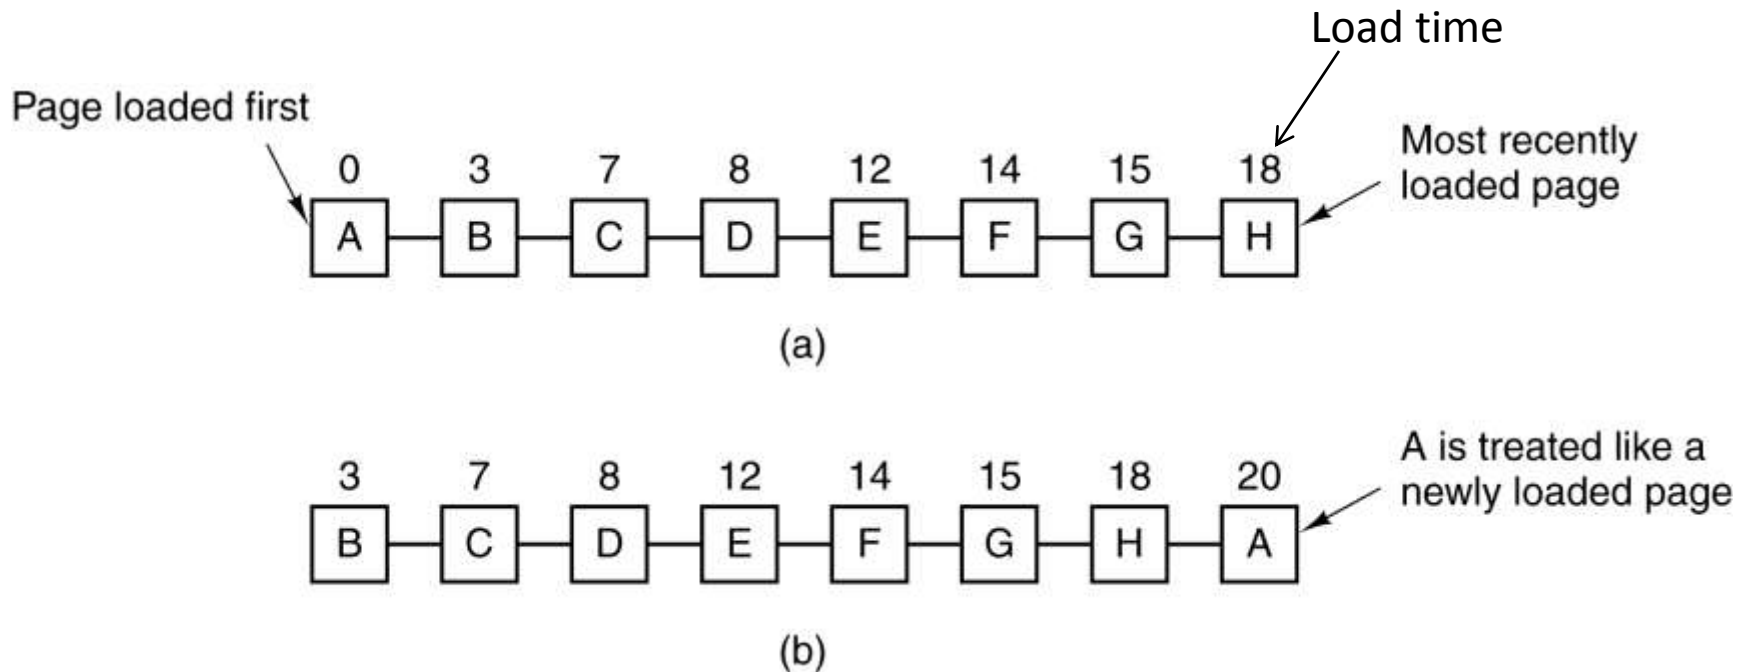 Load time
Page loaded first
Most recently
loaded page
0 3 7 8 12 14 15 18
A B C D E F G H
(a)
A is treated like a
newly loaded page
3 7 8 12 14 15 18 20
B C D E F G H A
(b)